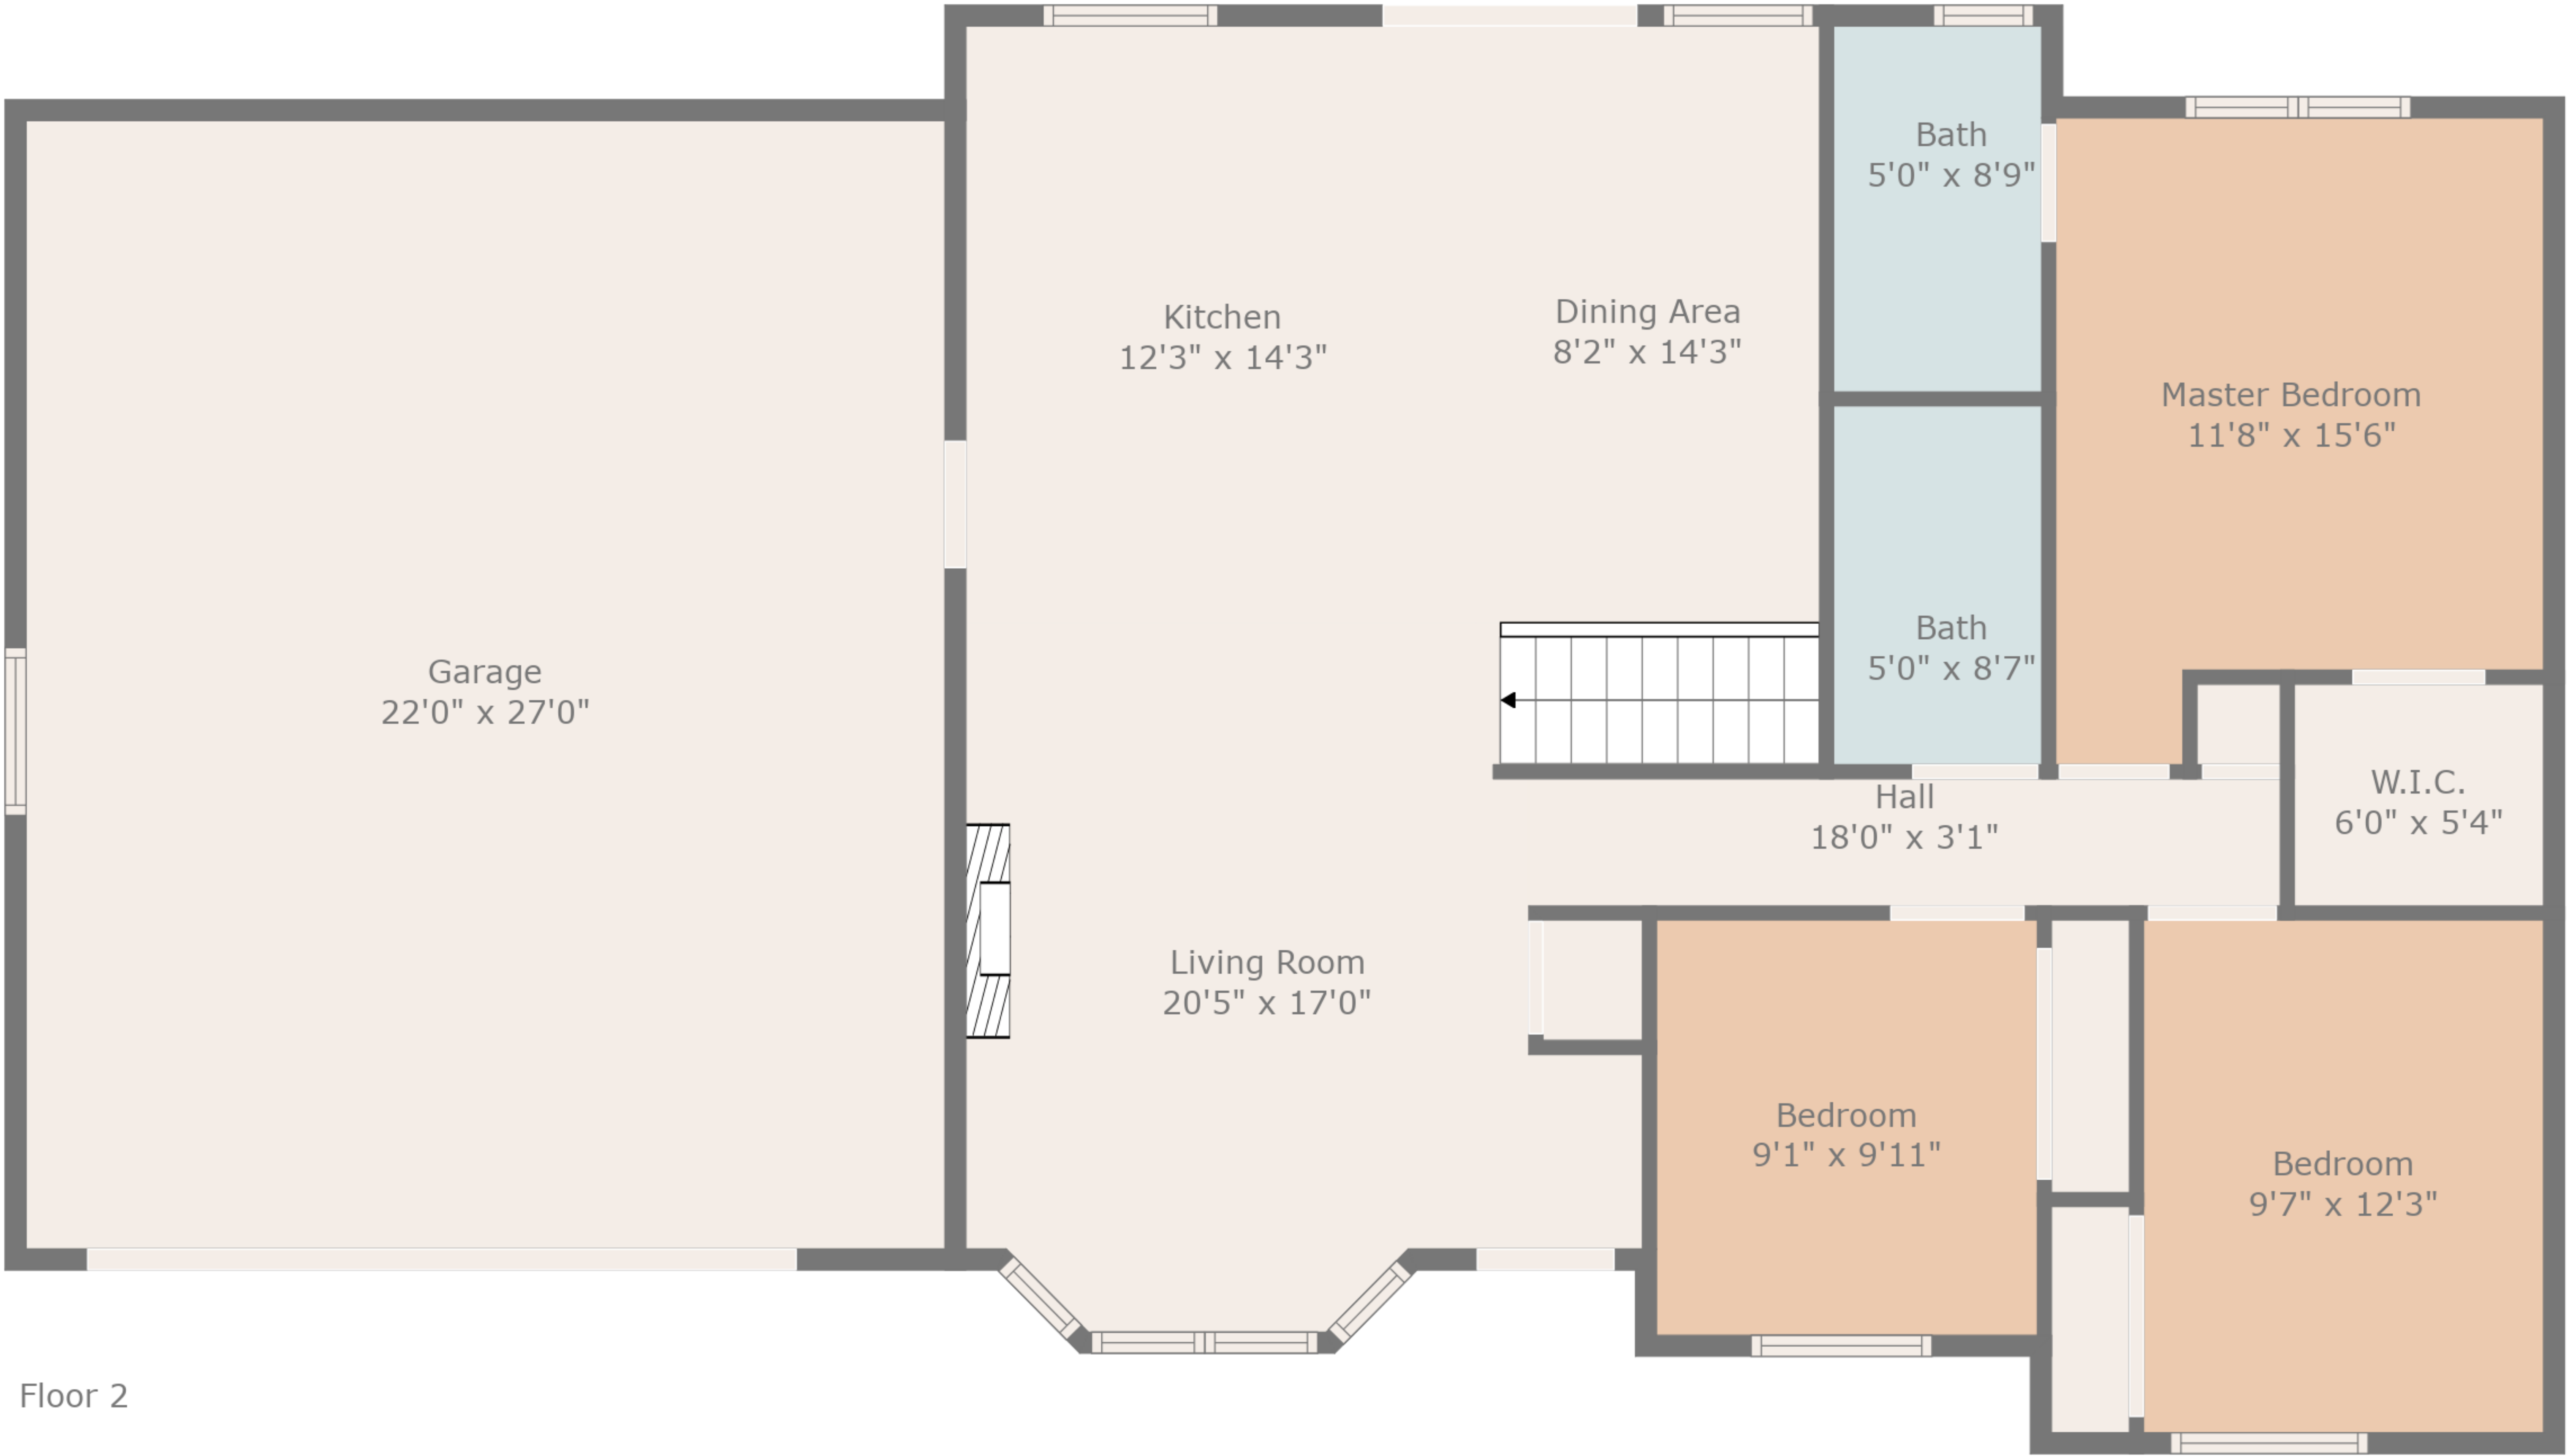 Bath
5'0" x 8'9"
Kitchen
12'3" x 14'3"
Dining Area
8'2" x 14'3"
Master Bedroom
11'8" x 15'6"
Garage
22'0" x 27'0"
Bath
5'0" x 8'7"
Hall
18'0" x 3'1"
W.I.C.
6'0" x 5'4"
Living Room
20'5" x 17'0"
Bedroom
9'1" x 9'11"
Bedroom
9'7" x 12'3"
Floor 2